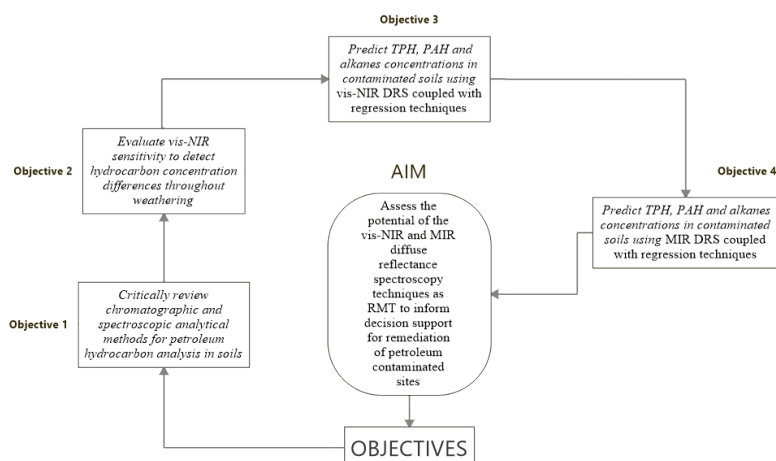 Objective 3
Predict TPH, PAH and
alkanes concentrations in
contaminated soils using
vis-NIR DRS coupled with
regression techniques
Objective 2
Evaluate vis-NIR
sensitivity to detect
hydrocarbon concentration
differences throughout
weathering
AIM
Assess the
potential of the
vis-NIR and MIR
diffuse
reflectance
spectroscopy
techniques as
RMT to inform
decision support
for remediation
of petroleum
contaminated
sites
Objective 4
Predict TPH, PAH and alkanes
concentrations in contaminated
soils using MIR DRS coupled
with regression techniques
Objective 1
Critically review
chromatographic and
spectroscopic analytical
methods for petroleum
hydrocarbon analysis in soils
OBJECTIVES